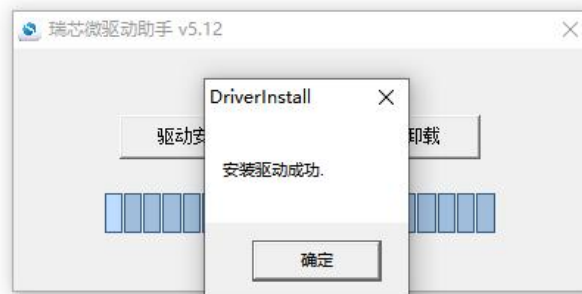 瑞芯微驱动助手 v5.12
DriverInstall
驱动安
卸载
安装驱动成功.
确定